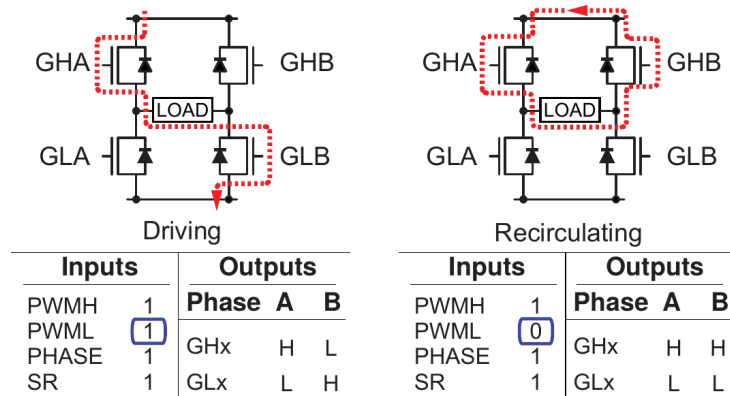 GHA
GHB
LOAD
GLA
GLB
Driving
Inputs
Outputs
PWMH 1
PWML 1
PHASE 1
SR 1
Phase A B
GHx H L
GLx L H
GHA
GHB
LOAD
GLA
GLB
Recirculating
Inputs
Outputs
PWMH 1
PWML 0
PHASE 1
SR 1
Phase A B
GHx H H
GLx L L